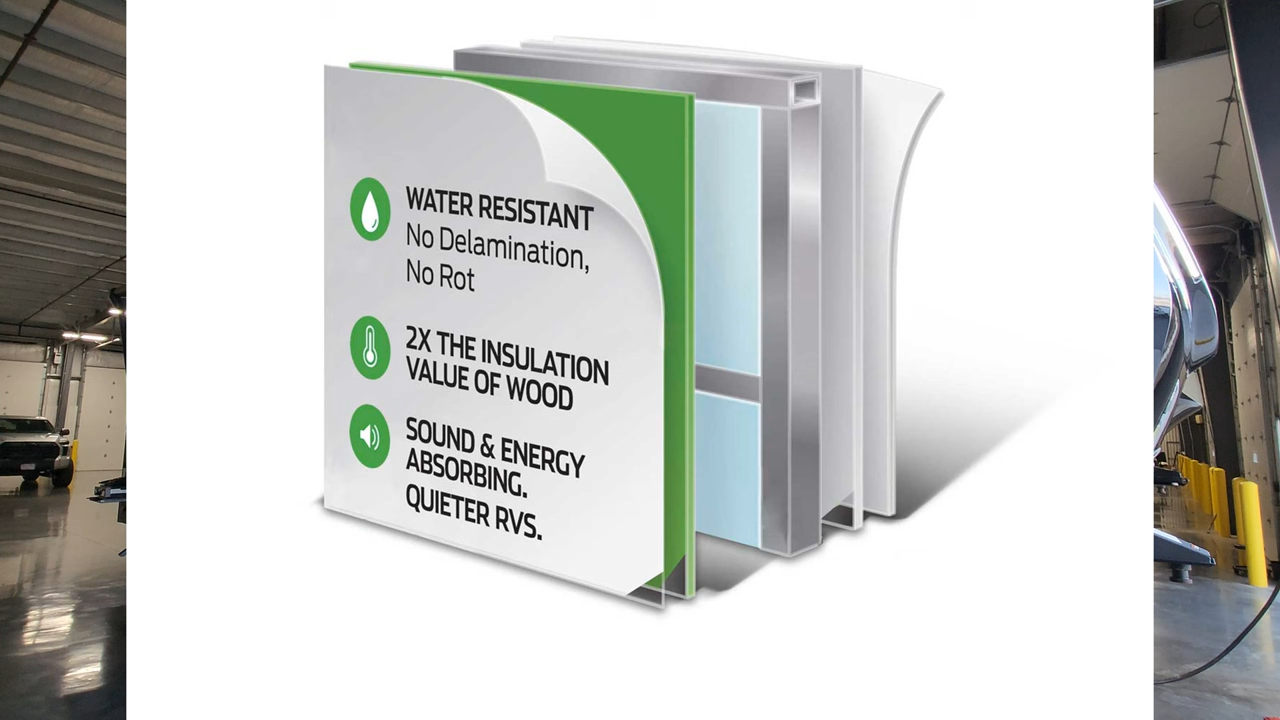 WATER RESISTANT
No Delamination,
No Rot
2X THE INSULATION
VALUE OF WOOD
SOUND & ENERGY
ABSORBING.
QUIETER RVS.